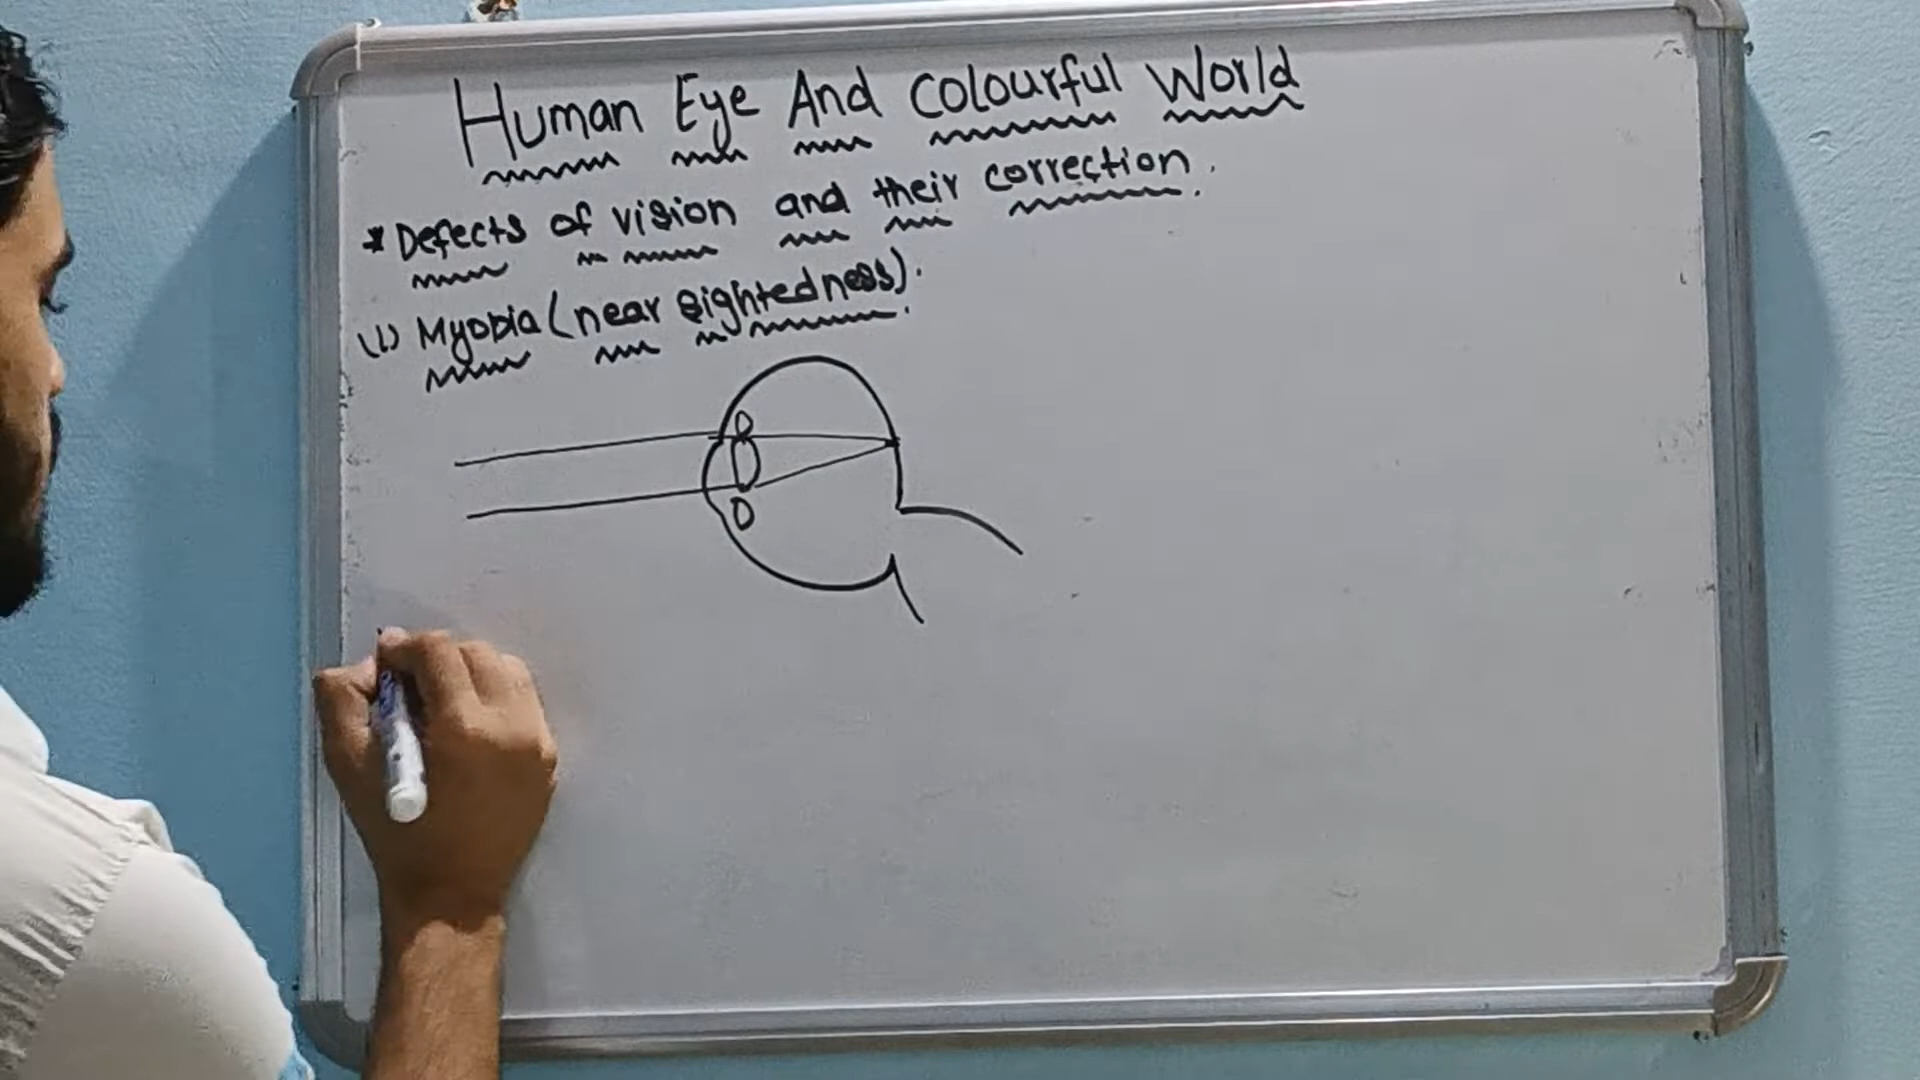 Human Eye And Colourful World
* Defects of vision and their correction.
(1) Myopia (near sightedness).